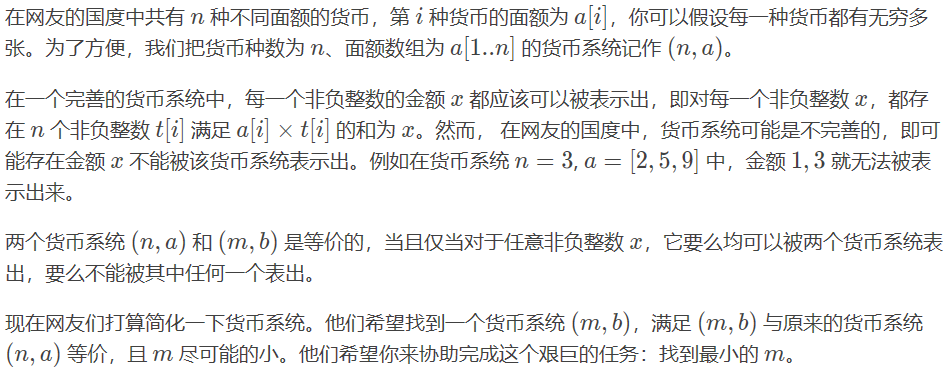 在网友的国度中共有 n 种不同面额的货币，第 i 种货币的面额为 a[i]，你可以假设每一种货币都有无穷多
张。为了方便，我们把货币种数为 n、面额数组为 a[1..n] 的货币系统记作 (n, a)。
在一个完善的货币系统中，每一个非负整数的金额 x 都应该可以被表示出，即对每一个非负整数 x，都存
在 n 个非负整数 t[i] 满足 a[i] × t[i] 的和为 x。然而， 在网友的国度中，货币系统可能是不完善的，即可
能存在金额 x 不能被该货币系统表示出。例如在货币系统 n = 3, a = [2, 5, 9] 中，金额 1, 3 就无法被表
示出来。
两个货币系统 (n, a) 和 (m, b) 是等价的，当且仅当对于任意非负整数 x，它要么均可以被两个货币系统表
出，要么不能被其中任何一个表出。
现在网友们打算简化一下货币系统。他们希望找到一个货币系统 (m, b)，满足 (m, b) 与原来的货币系统
(n, a) 等价，且 m 尽可能的小。他们希望你来协助完成这个艰巨的任务：找到最小的 m。